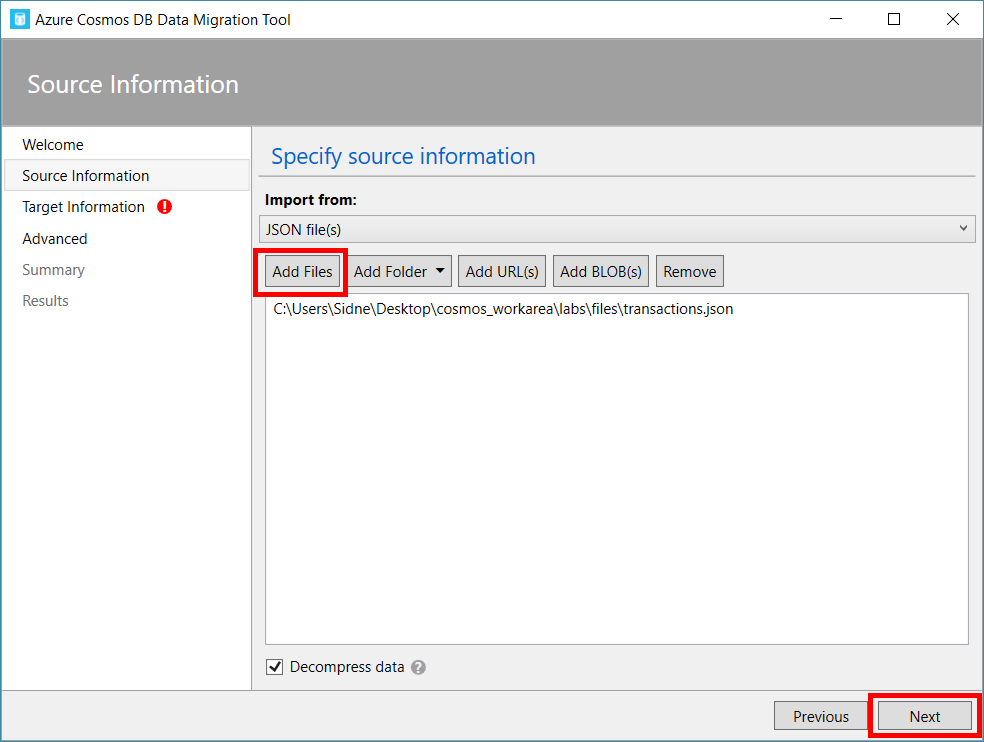 Azure Cosmos DB Data Migration Tool
Source Information
Welcome
Source Information
Target Information
Advanced
Summary
Results
Specify source information
Import from:
JSON file(s)
Add Files
Add Folder
Add URL(s)
Add BLOB(s)
Remove
C:\Users\Sidne\Desktop\cosmos_workarea\labs\files\transactions.json
Decompress data ?
Previous
Next